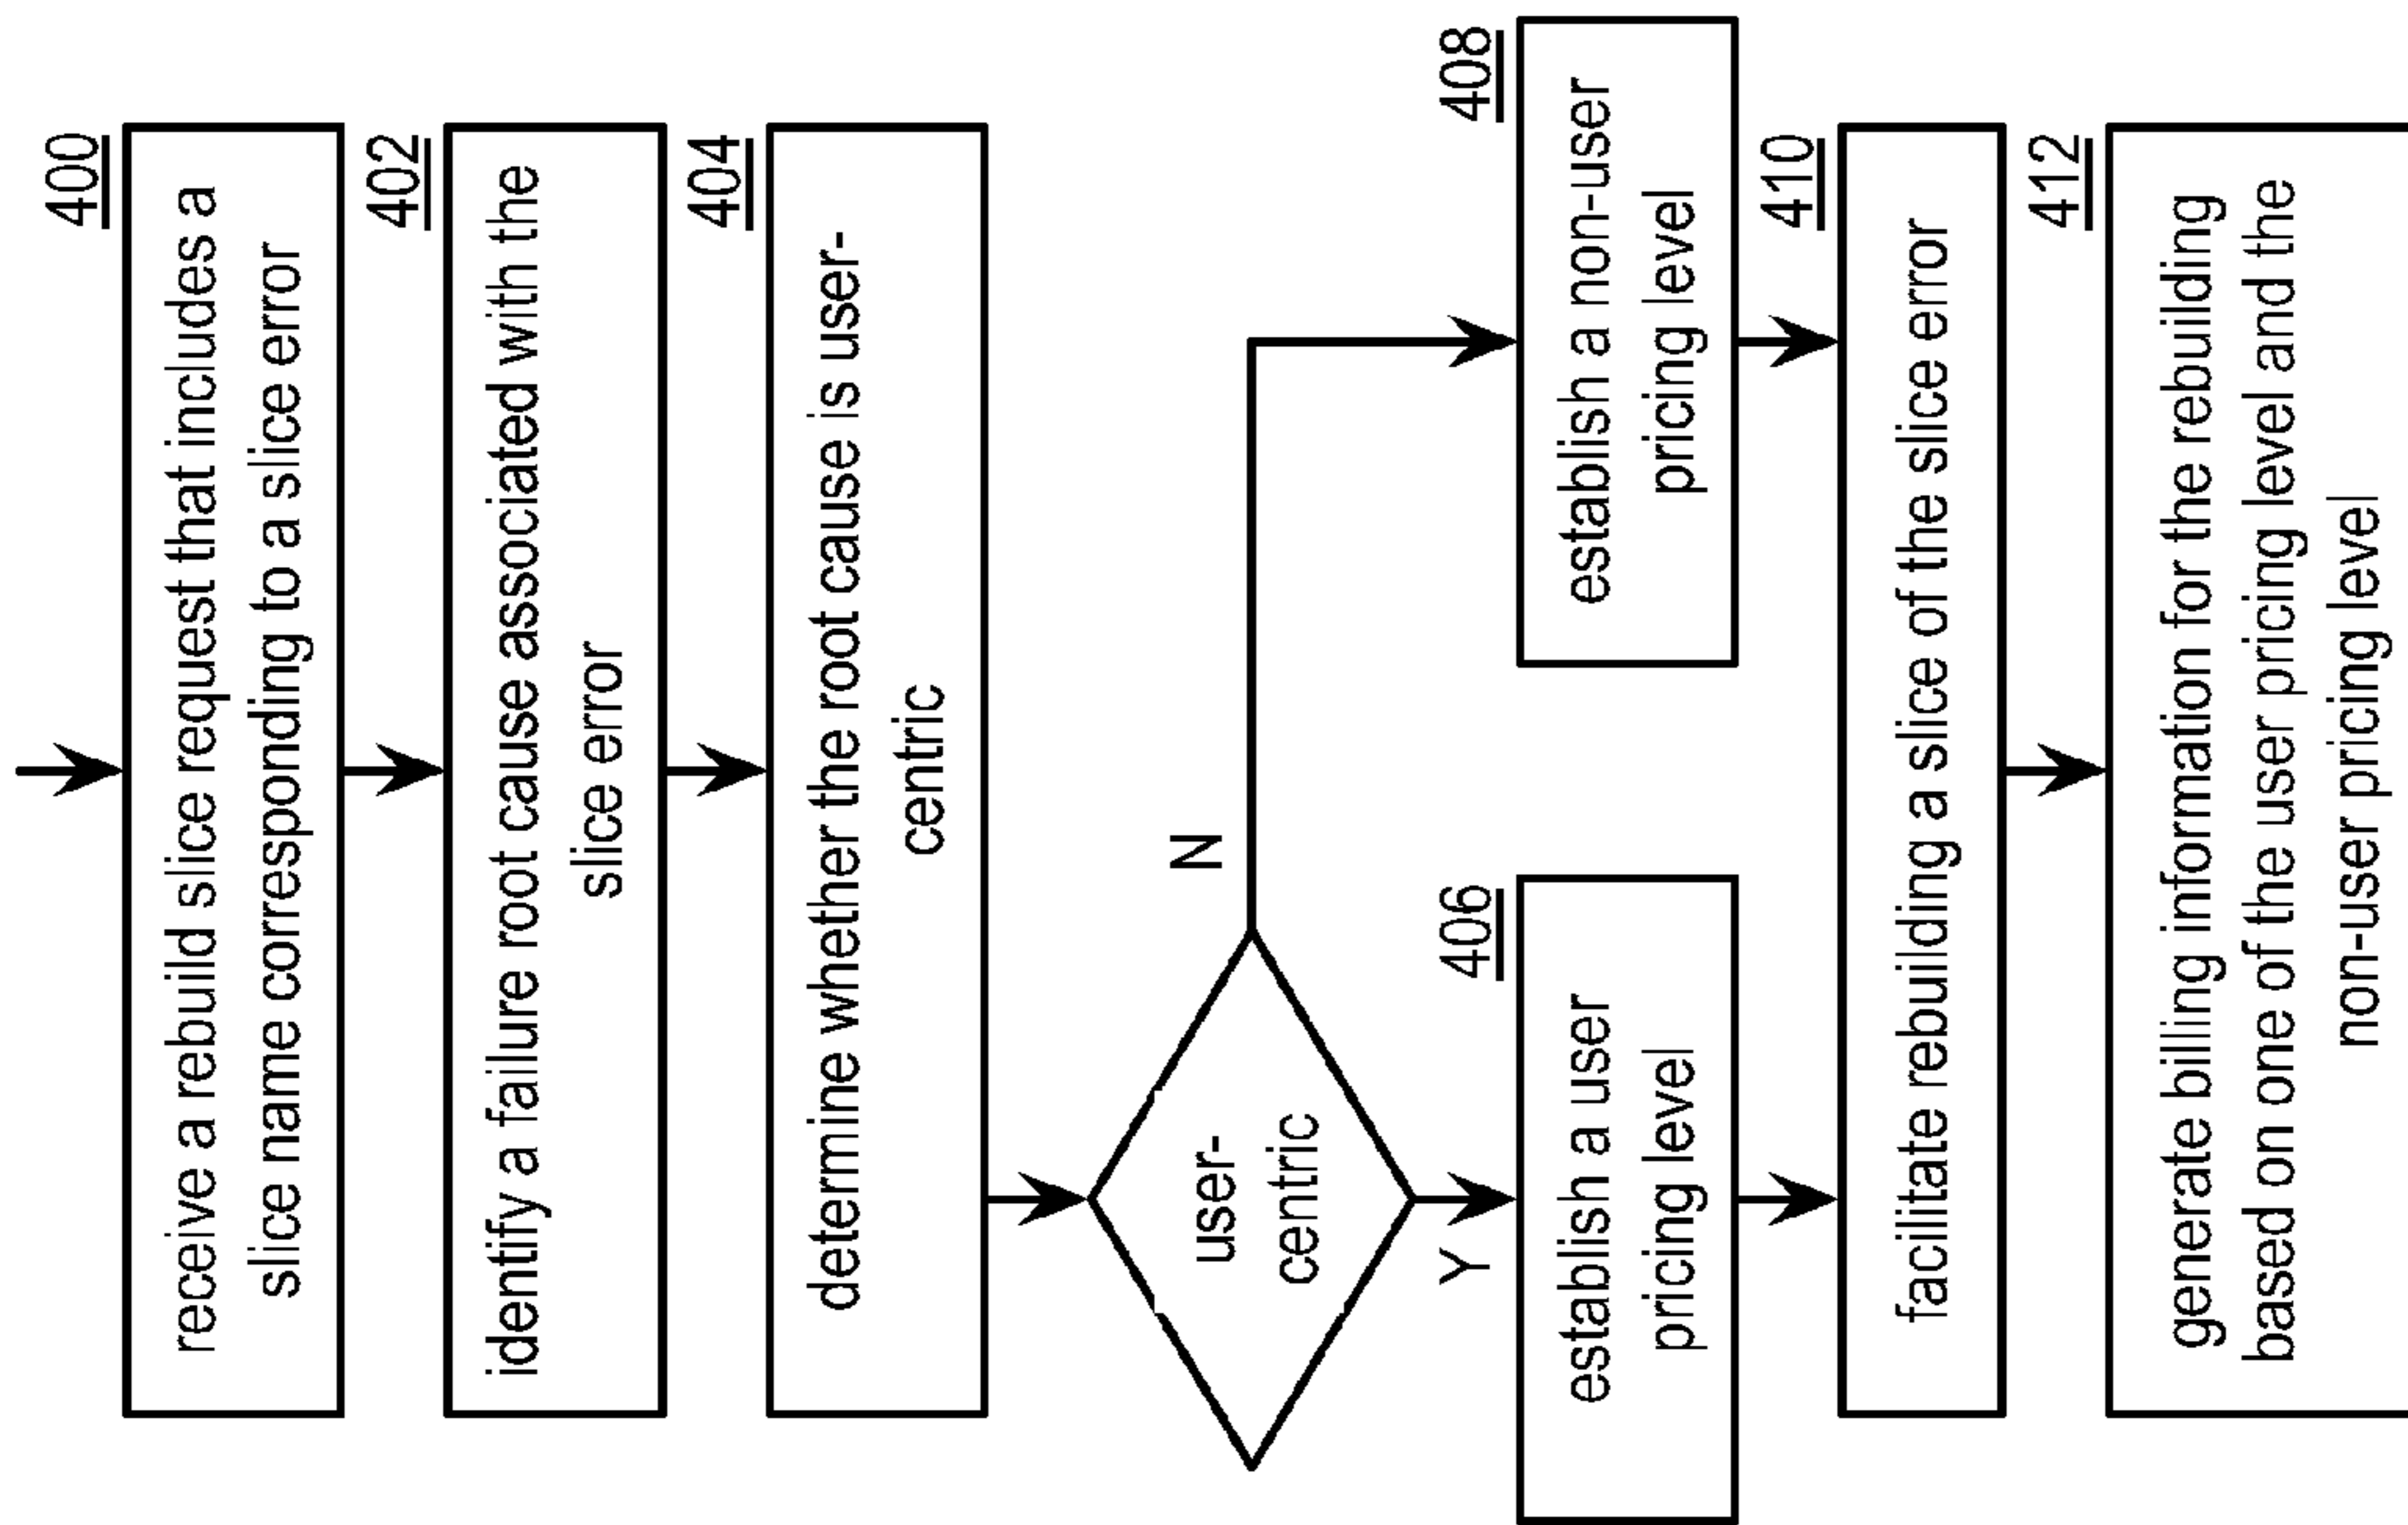 400
receive a rebuild slice request that includes a
slice name corresponding to a slice error
402
identify a failure root cause associated with the
slice error
404
determine whether the root cause is user-
centric
user-
centric
N
Y
406
establish a user
pricing level
408
establish a non-user
pricing level
410
facilitate rebuilding a slice of the slice error
412
generate billing information for the rebuilding
based on one of the user pricing level and the
non-user pricing level